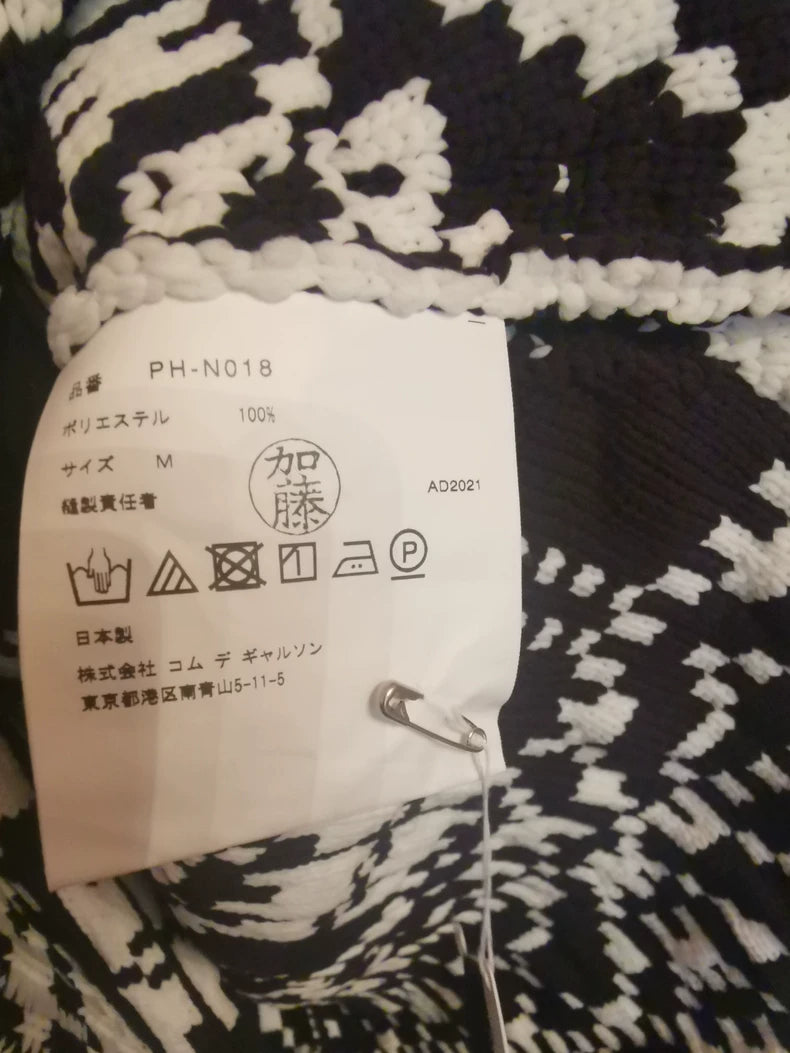 品番 PH-N018
ポリエステル 100%
サイズ M
加藤
AD2021
縫製責任者
P
日本製
株式会社 コム デ ギャルソン
東京都港区南青山5-11-5